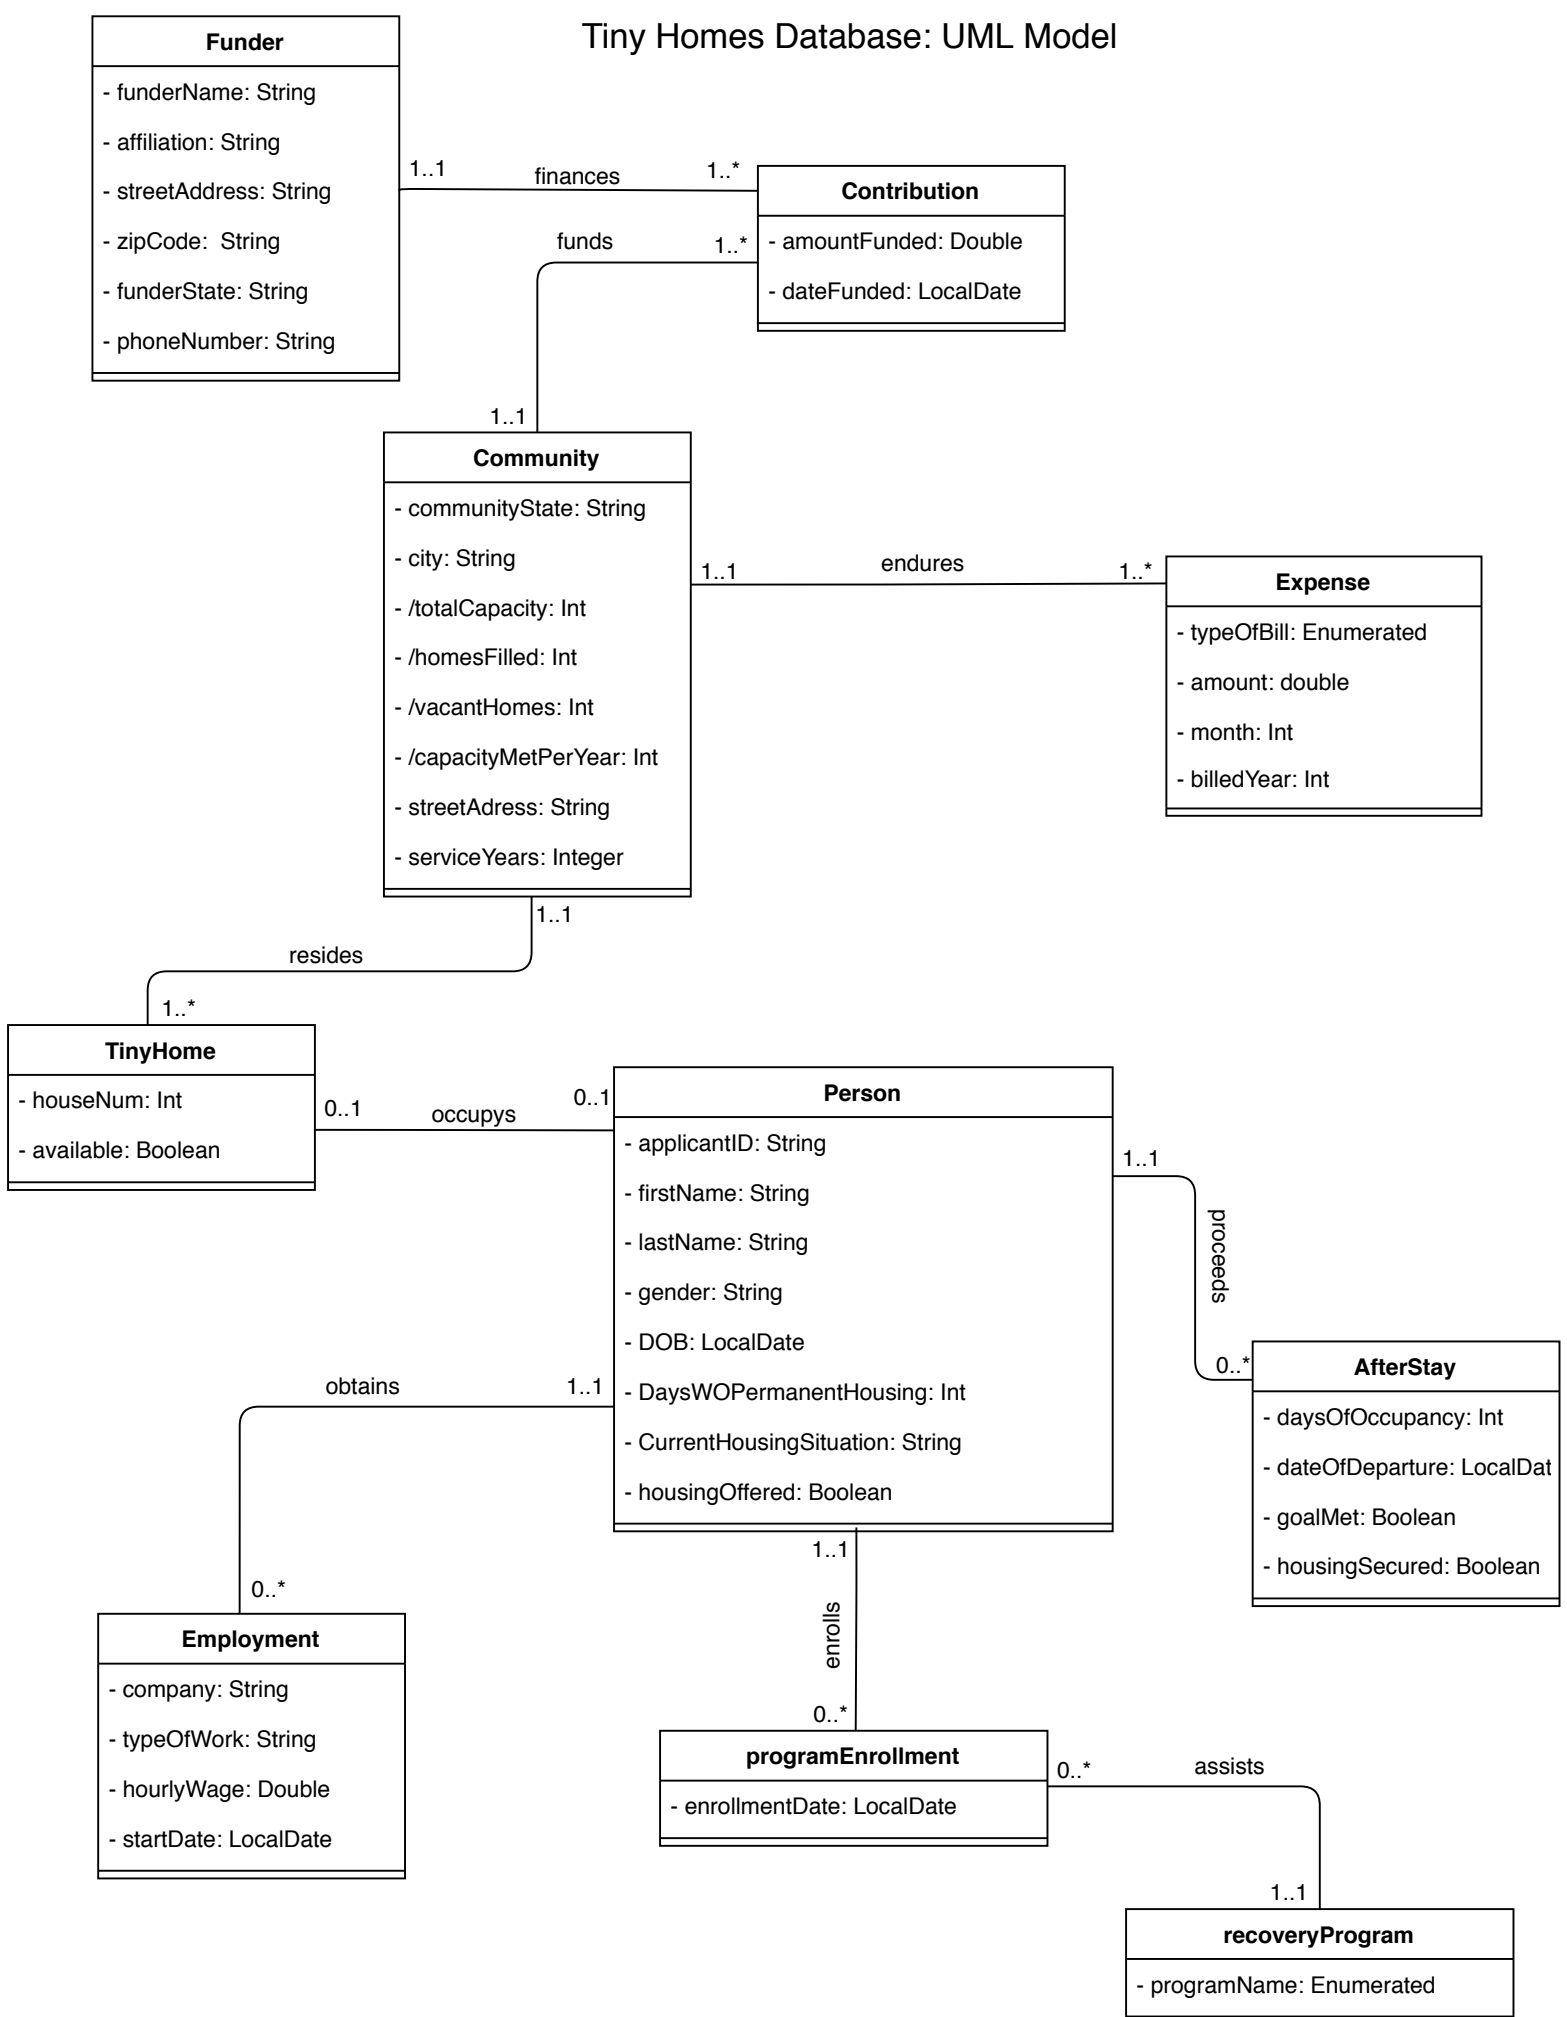 Tiny Homes Database: UML Model
Funder
- funderName: String
- affiliation: String
- streetAddress: String
- zipCode:  String
- funderState: String
- phoneNumber: String
1..1
finances
1..*
Contribution
- amountFunded: Double
- dateFunded: LocalDate
funds
1..*
1..1
Community
- communityState: String
- city: String
- /totalCapacity: Int
- /homesFilled: Int
- /vacantHomes: Int
- /capacityMetPerYear: Int
- streetAdress: String
- serviceYears: Integer
1..1
endures
1..*
Expense
- typeOfBill: Enumerated
- amount: double
- month: Int
- billedYear: Int
1..1
resides
1..*
TinyHome
- houseNum: Int
- available: Boolean
0..1
occupys
0..1
Person
- applicantID: String
- firstName: String
- lastName: String
- gender: String
- DOB: LocalDate
- DaysWOPermanentHousing: Int
- CurrentHousingSituation: String
- housingOffered: Boolean
1..1
proceeds
0..*
AfterStay
- daysOfOccupancy: Int
- dateOfDeparture: LocalDat
- goalMet: Boolean
- housingSecured: Boolean
obtains
1..1
0..*
Employment
- company: String
- typeOfWork: String
- hourlyWage: Double
- startDate: LocalDate
1..1
enrolls
0..*
programEnrollment
- enrollmentDate: LocalDate
0..*
assists
1..1
recoveryProgram
- programName: Enumerated